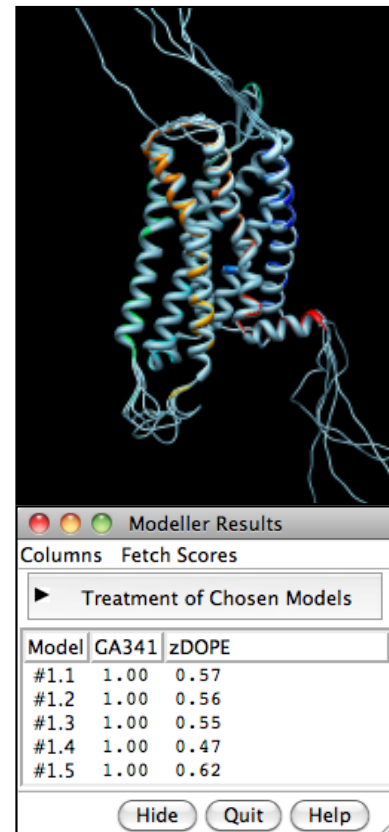 Modeller Results
Columns Fetch Scores
Treatment of Chosen Models
Model GA341 zDOPE
#1.1 1.00 0.57
#1.2 1.00 0.56
#1.3 1.00 0.55
#1.4 1.00 0.47
#1.5 1.00 0.62
Hide Quit Help